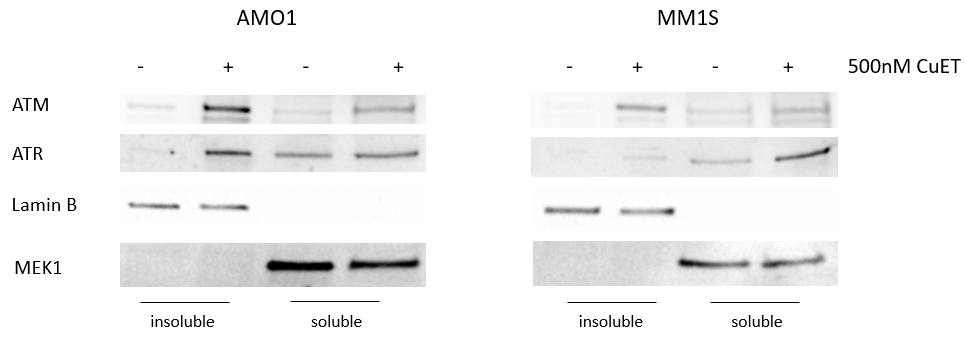 AMO1 MM1S
- + - + - + - + 500nM CuET
ATM
ATR
Lamin B
MEK1
insoluble soluble insoluble soluble